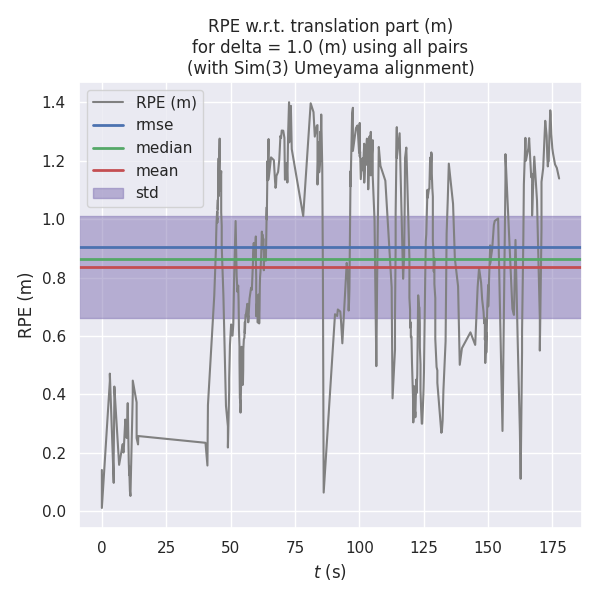 RPE w.r.t. translation part (m)
for delta = 1.0 (m) using all pairs
(with Sim(3) Umeyama alignment)
RPE (m)
rmse
median
mean
std
RPE (m)
1.4
1.2
1.0
0.8
0.6
0.4
0.2
0.0
0 25 50 75 100 125 150 175
t (s)